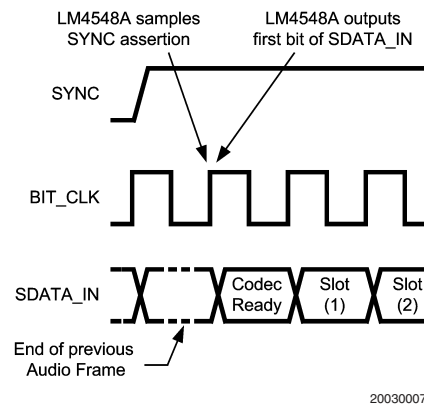 LM4548A samples
SYNC assertion
LM4548A outputs
first bit of SDATA_IN
SYNC
BIT_CLK
SDATA_IN
Codec
Ready
Slot
(1)
Slot
(2)
End of previous
Audio Frame
20030007